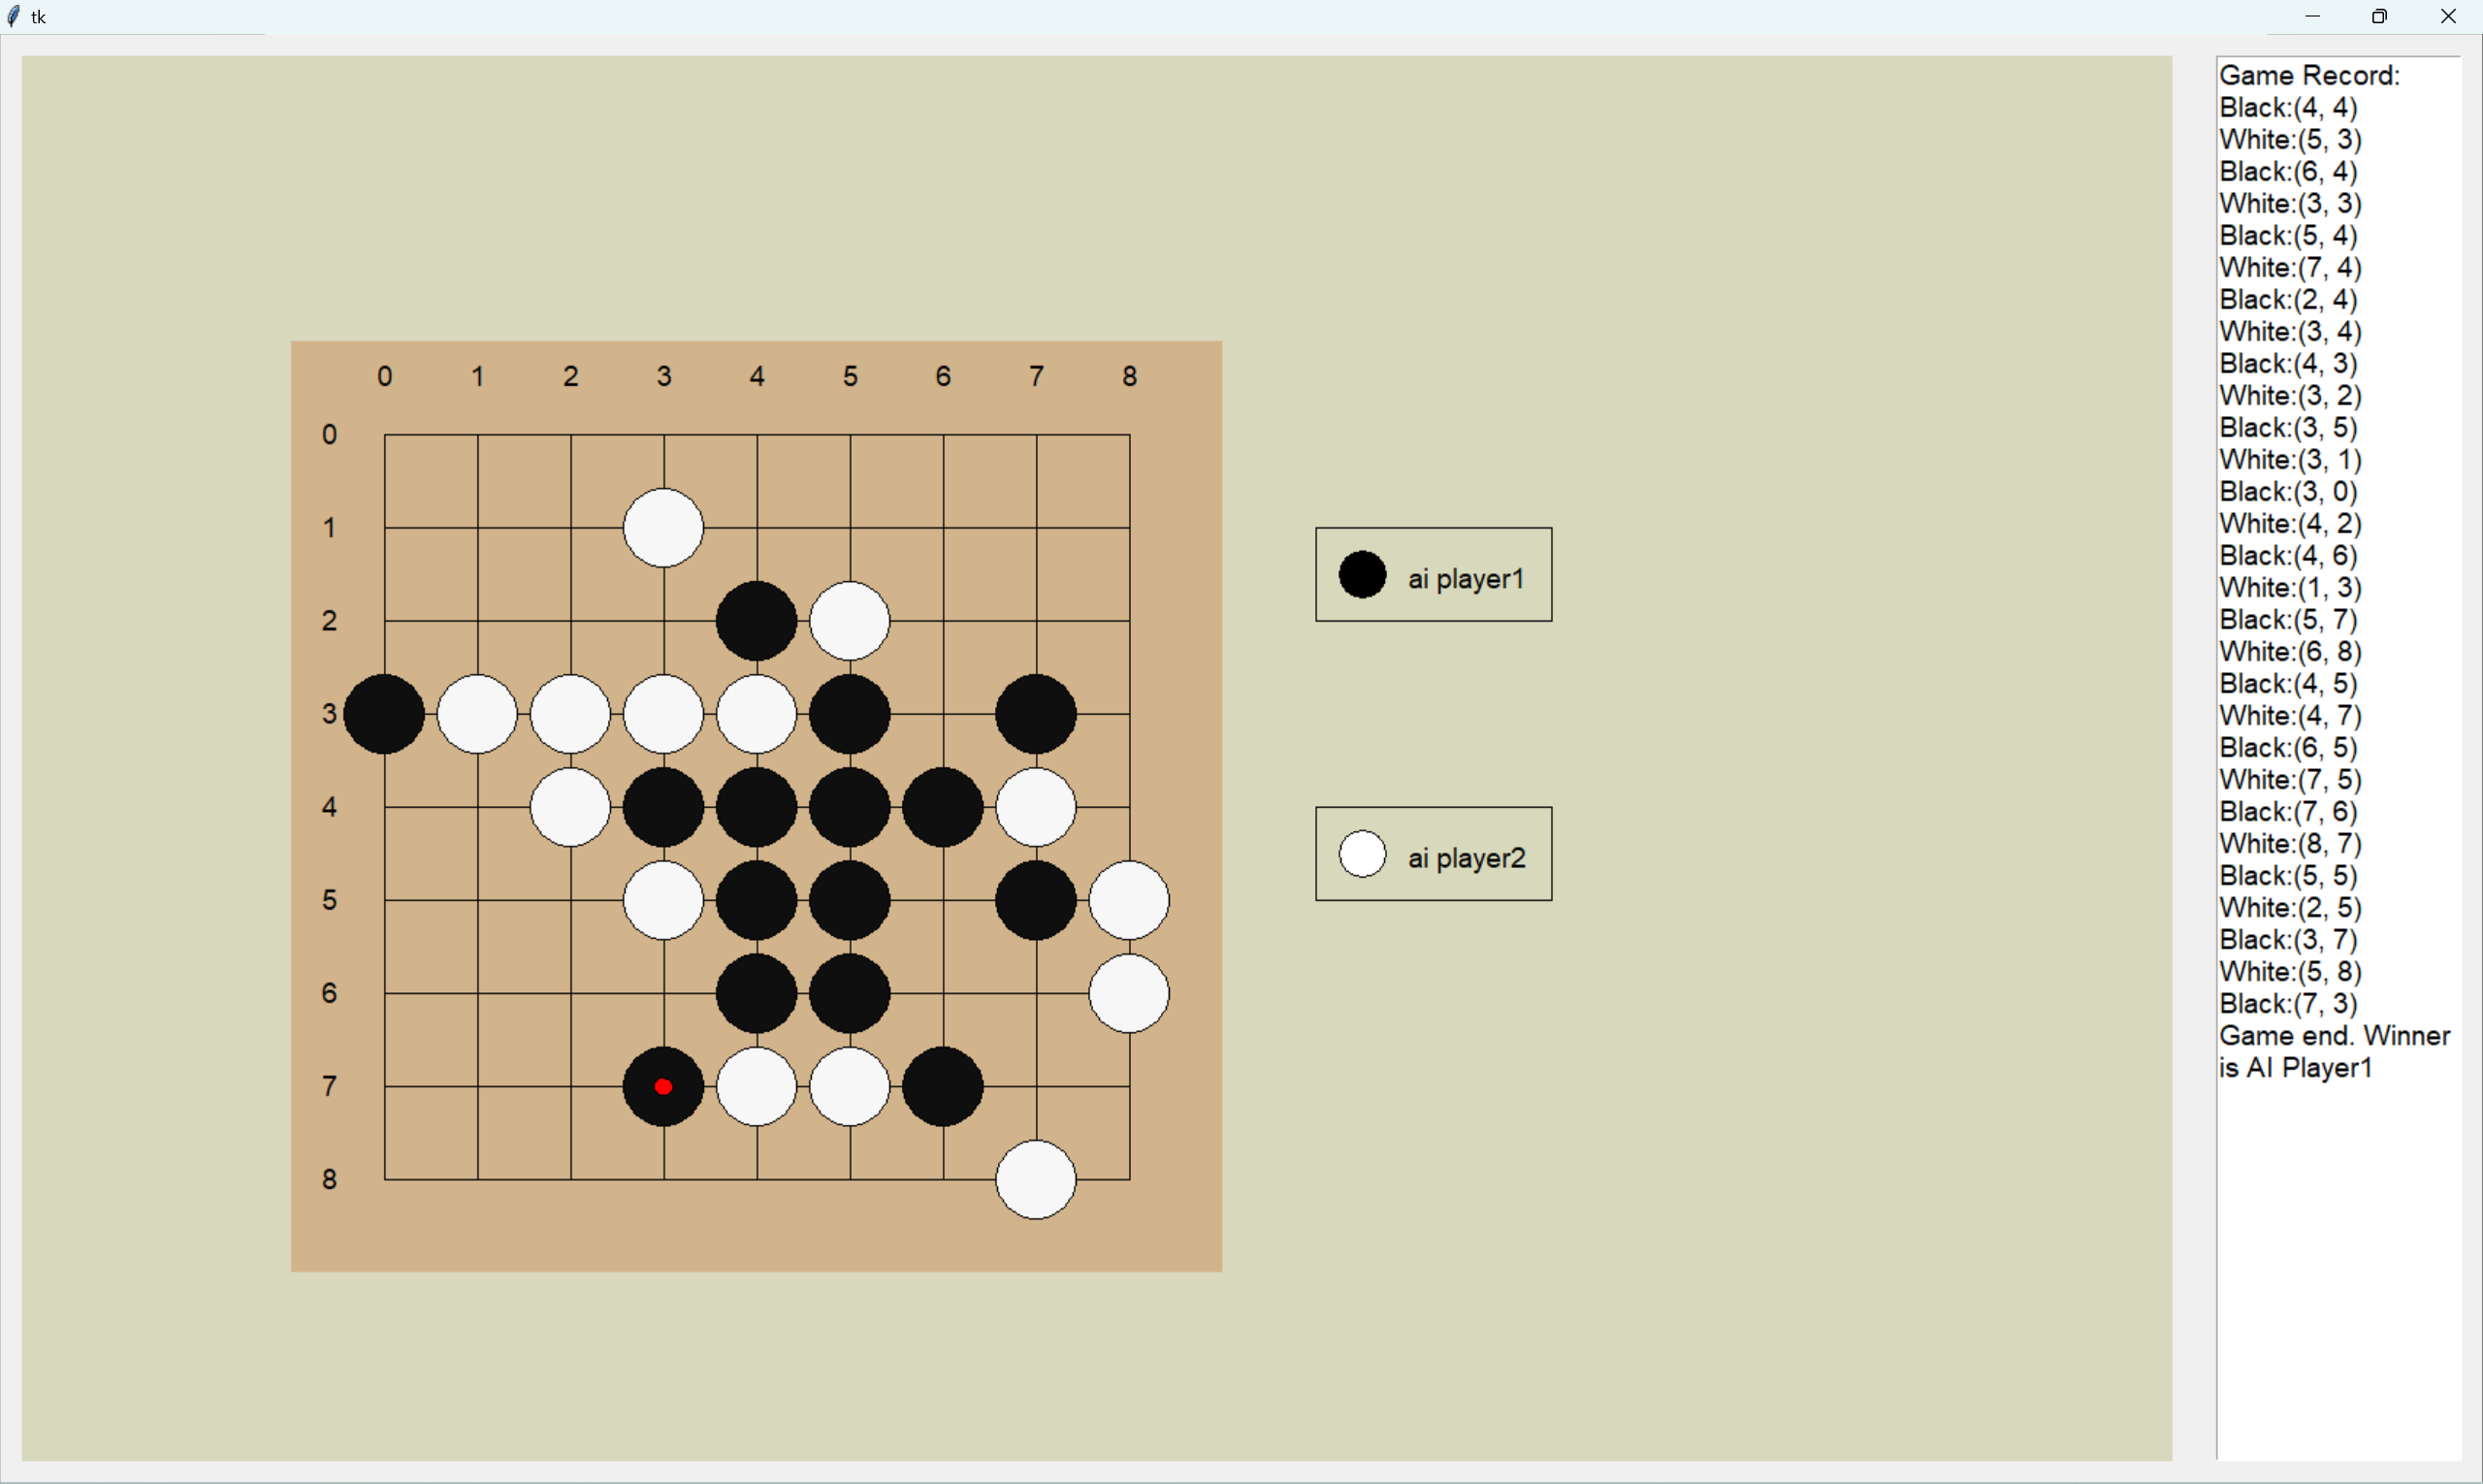 tk
0 1 2 3 4 5 6 7 8
0
1
2
3
4
5
6
7
8
ai player1
ai player2
Game Record:
Black:(4, 4)
White:(5, 3)
Black:(6, 4)
White:(3, 3)
Black:(5, 4)
White:(7, 4)
Black:(2, 4)
White:(3, 4)
Black:(4, 3)
White:(3, 2)
Black:(3, 5)
White:(3, 1)
Black:(3, 0)
White:(4, 2)
Black:(4, 6)
White:(1, 3)
Black:(5, 7)
White:(6, 8)
Black:(4, 5)
White:(4, 7)
Black:(6, 5)
White:(7, 5)
Black:(7, 6)
White:(8, 7)
Black:(5, 5)
White:(2, 5)
Black:(3, 7)
White:(5, 8)
Black:(7, 3)
Game end. Winner
is AI Player1